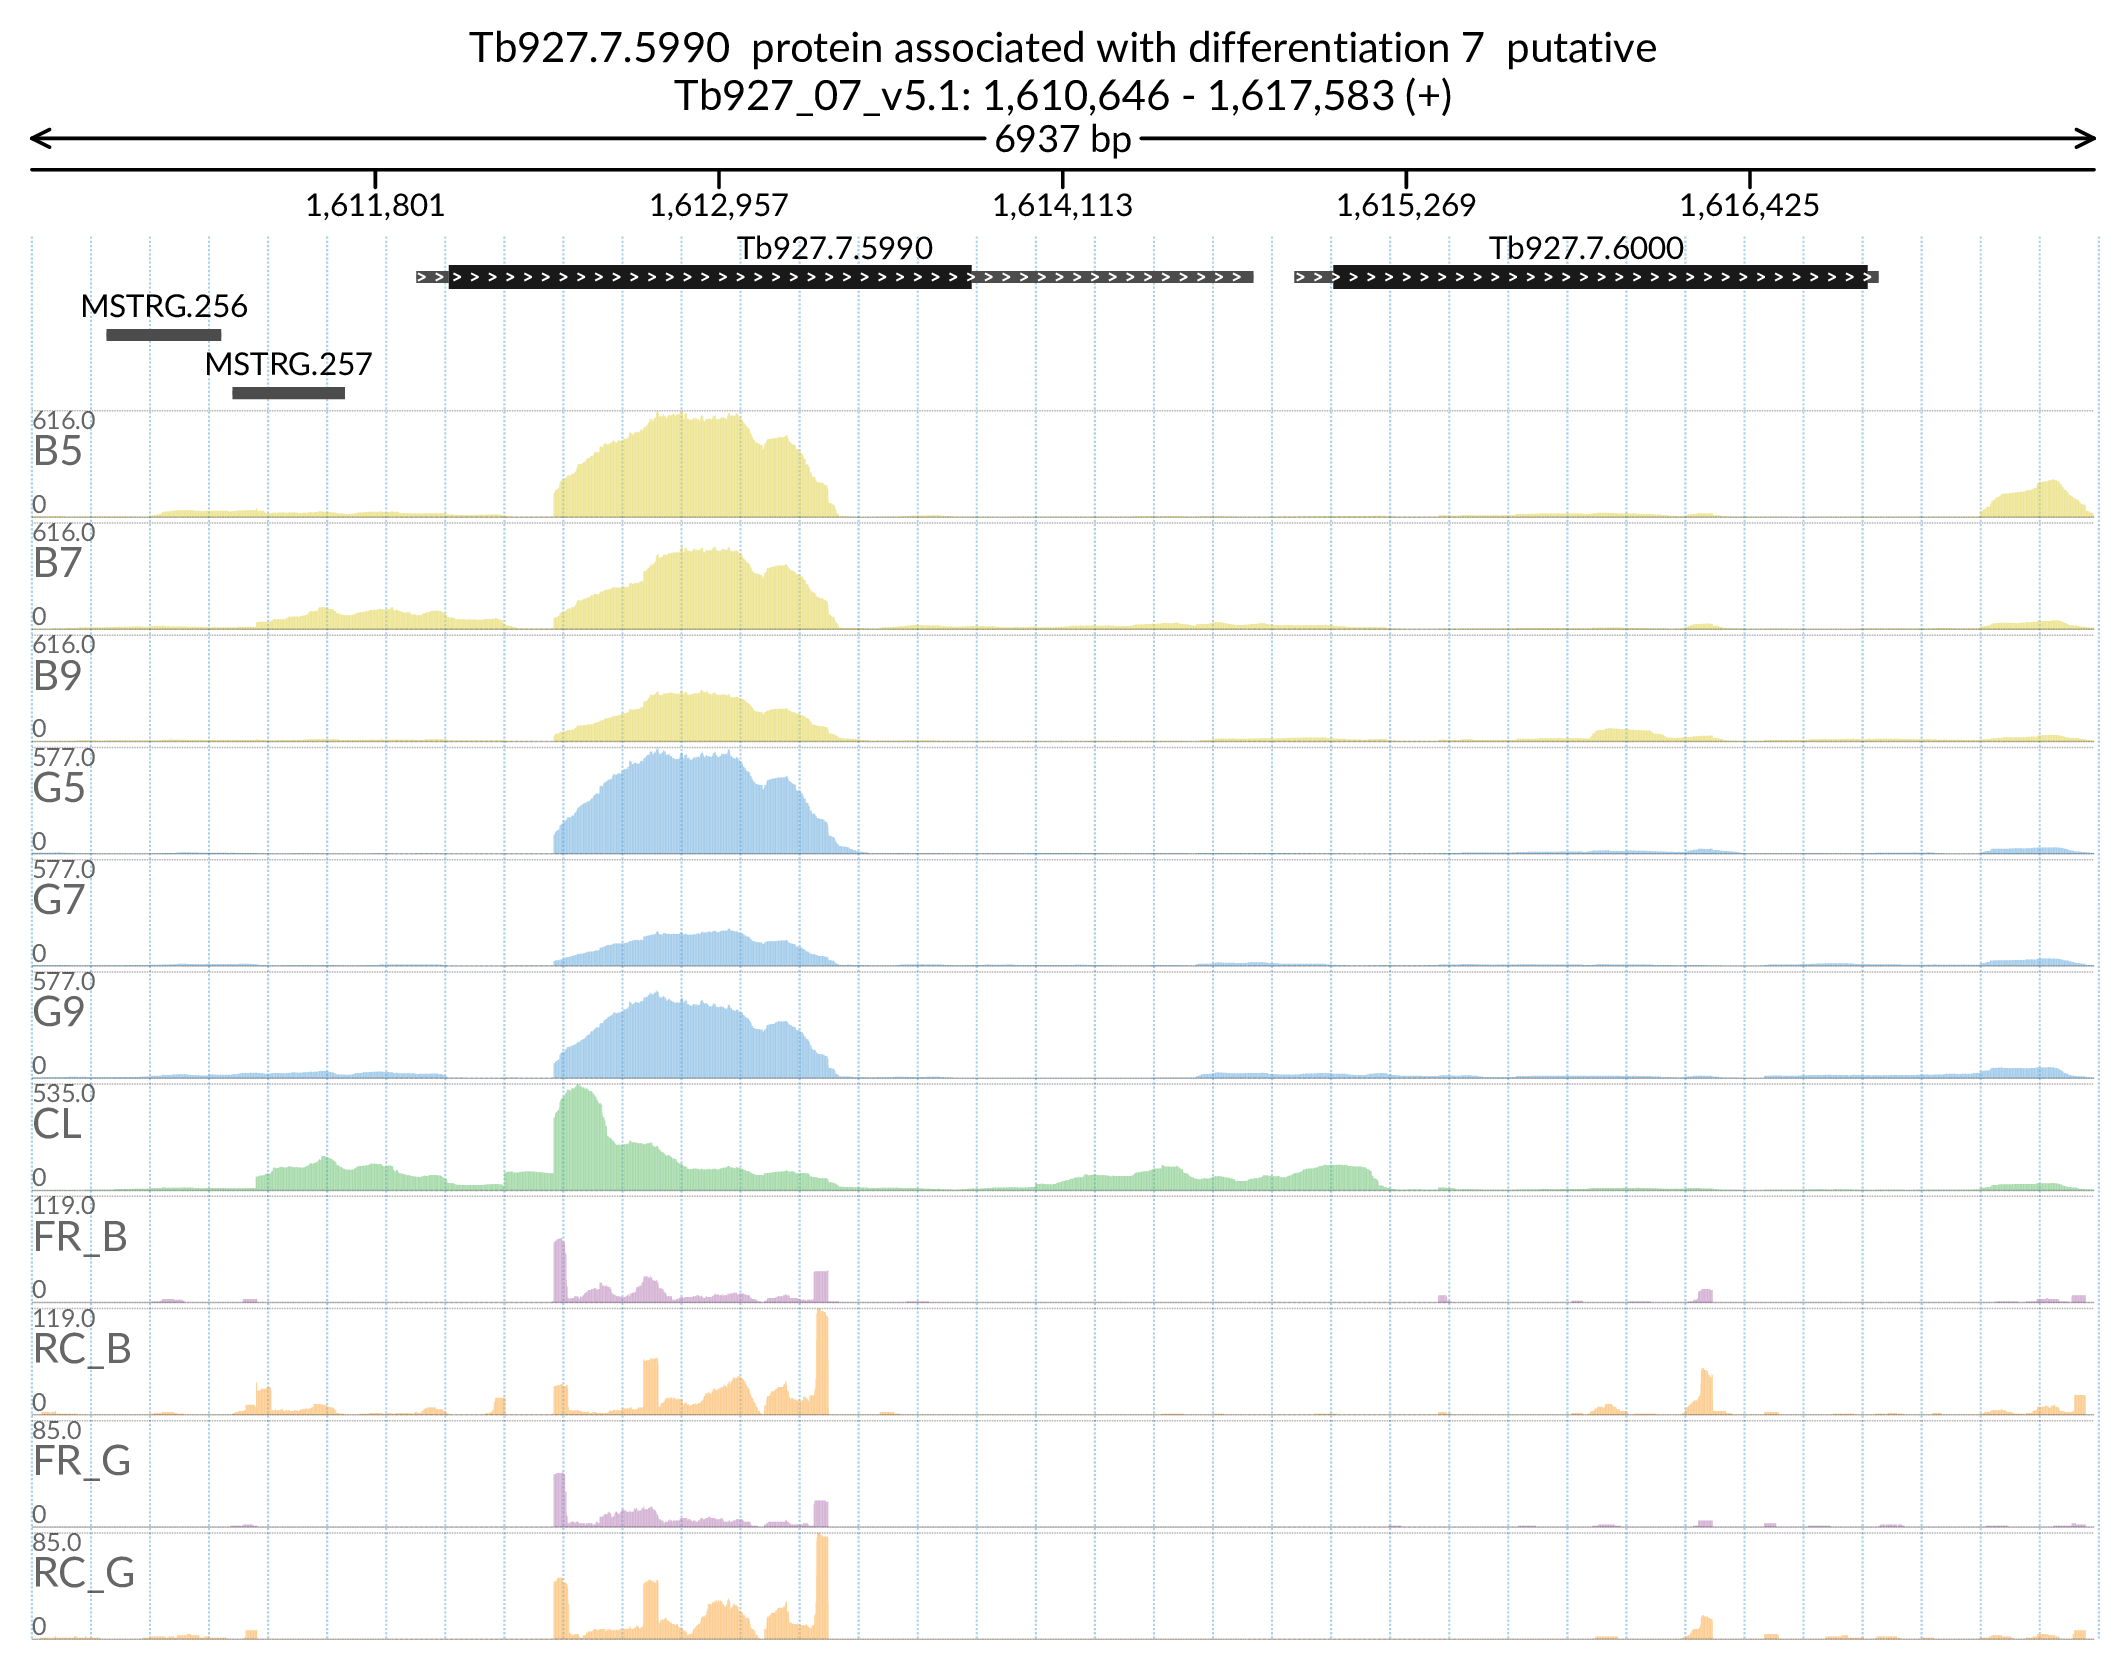 Tb927.7.5990  protein associated with differentiation 7  putative
Tb927_07_v5.1: 1,610,646 - 1,617,583 (+)
6937 bp
1,611,801 1,612,957 1,614,113 1,615,269 1,616,425
Tb927.7.5990 Tb927.7.6000
MSTRG.256
MSTRG.257
616.0
B5
0
616.0
B7
0
616.0
B9
0
577.0
G5
0
577.0
G7
0
577.0
G9
0
535.0
CL
0
119.0
FR_B
0
119.0
RC_B
0
85.0
FR_G
0
85.0
RC_G
0